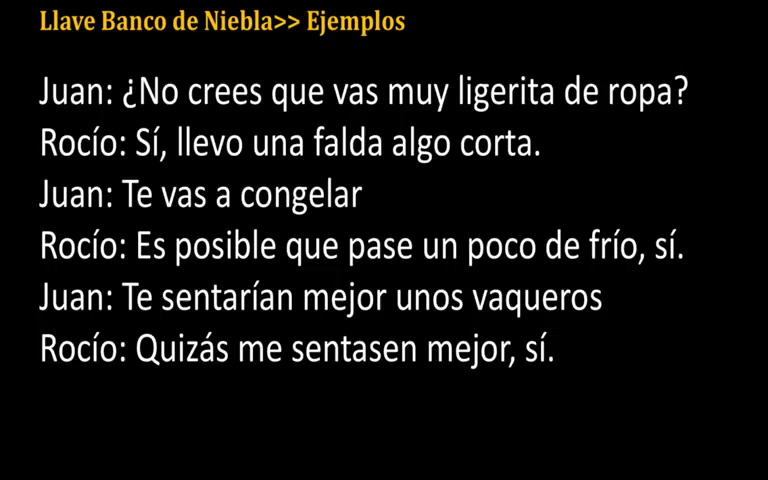 Llave Banco de Niebla>> Ejemplos
Juan: ¿No crees que vas muy ligerita de ropa?
Rocío: Sí, llevo una falda algo corta.
Juan: Te vas a congelar
Rocío: Es posible que pase un poco de frío, sí.
Juan: Te sentarían mejor unos vaqueros
Rocío: Quizás me sentasen mejor, sí.